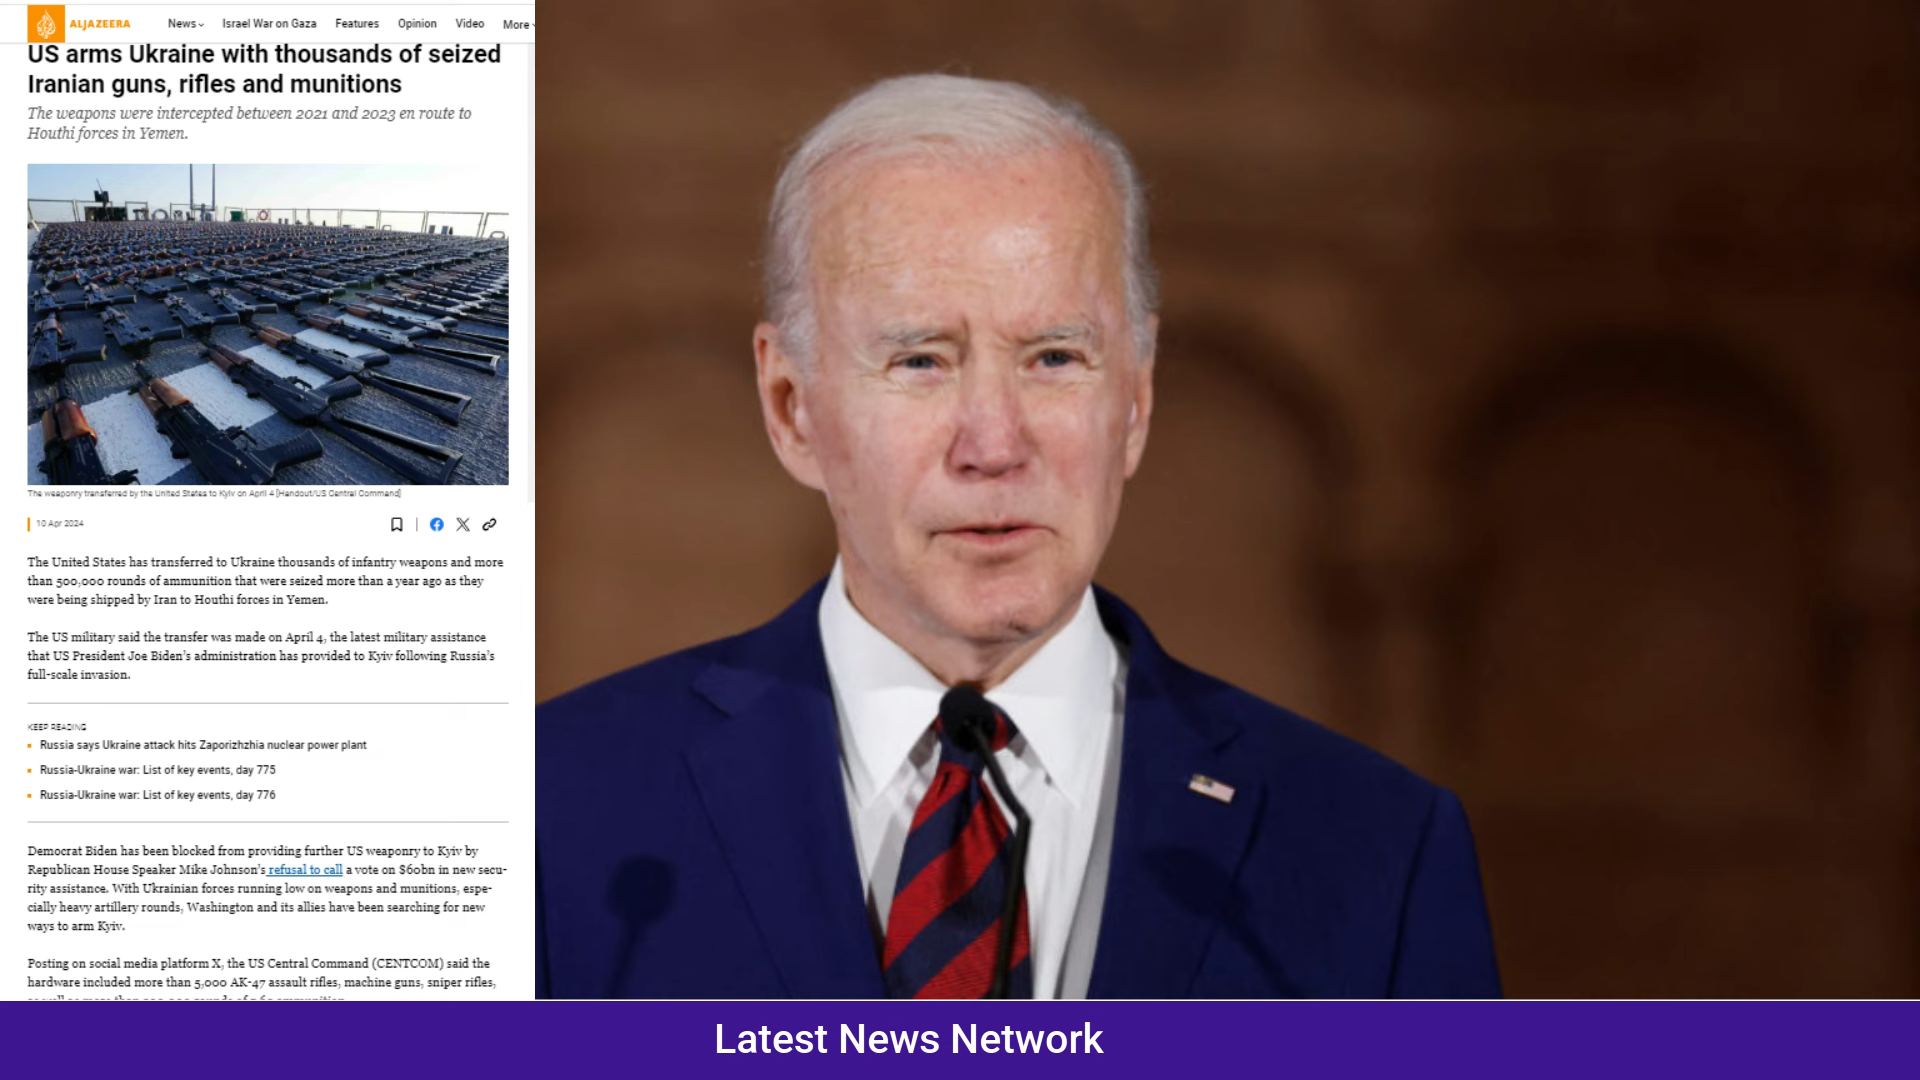 ALJAZEERA
News
Israel War on Gaza
Features
Opinion
Video
More
US arms Ukraine with thousands of seized
Iranian guns, rifles and munitions
The weapons were intercepted between 2021 and 2023 en route to
Houthi forces in Yemen.
The weaponry transferred by the United States to Kyiv on April 4 [Handout/US Central Command]
10 Apr 2024
The United States has transferred to Ukraine thousands of infantry weapons and more
than 500,000 rounds of ammunition that were seized more than a year ago as they
were being shipped by Iran to Houthi forces in Yemen.
The US military said the transfer was made on April 4, the latest military assistance
that US President Joe Biden's administration has provided to Kyiv following Russia's
full-scale invasion.
KEEP READING
Russia says Ukraine attack hits Zaporizhzhia nuclear power plant
Russia-Ukraine war: List of key events, day 775
Russia-Ukraine war: List of key events, day 776
Democrat Biden has been blocked from providing further US weaponry to Kyiv by
Republican House Speaker Mike Johnson's refusal to call a vote on $60bn in new secu-
rity assistance. With Ukrainian forces running low on weapons and munitions, espe-
cially heavy artillery rounds, Washington and its allies have been searching for new
ways to arm Kyiv.
Posting on social media platform X, the US Central Command (CENTCOM) said the
hardware included more than 5,000 AK-47 assault rifles, machine guns, sniper rifles,
Latest News Network